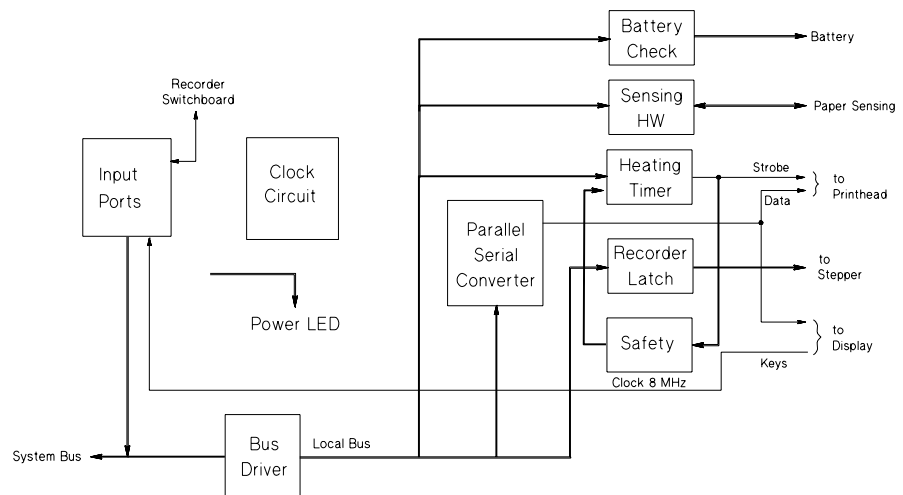 Battery
Check
Battery
Recorder
Switchboard
Sensing
HW
Paper Sensing
Input
Ports
Clock
Circuit
Heating
Timer
Strobe
Data
to
Printhead
Parallel
Serial
Converter
Recorder
Latch
to
Stepper
Power LED
Safety
to
Display
Keys
Clock 8 MHz
System Bus
Bus
Driver
Local Bus